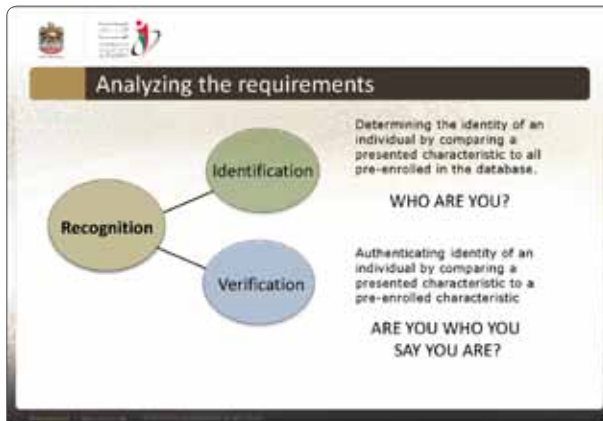 Analyzing the requirements
Identification
Recognition
Verification
Determining the identity of an
individual by comparing a
presented characteristic to all
pre-enrolled in the database.
WHO ARE YOU?
Authenticating identity of an
individual by comparing a
presented characteristic to a
pre-enrolled characteristic
ARE YOU WHO YOU
SAY YOU ARE?